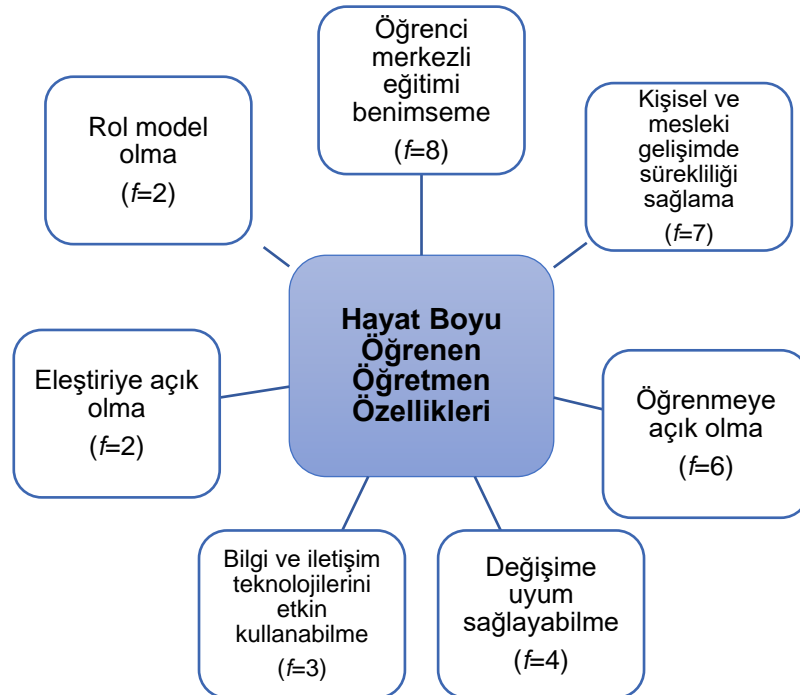 Öğrenci
merkezli
eğitimi
benimseme
(f=8)
Kişisel ve
mesleki
gelişimde
sürekliliği
sağlama
(f=7)
Öğrenmeye
açık olma
(f=6)
Değişime
uyum
sağlayabilme
(f=4)
Bilgi ve iletişim
teknolojilerini
etkin
kullanabilme
(f=3)
Eleştiriye açık
olma
(f=2)
Rol model
olma
(f=2)
Hayat Boyu
Öğrenen
Öğretmen
Özellikleri